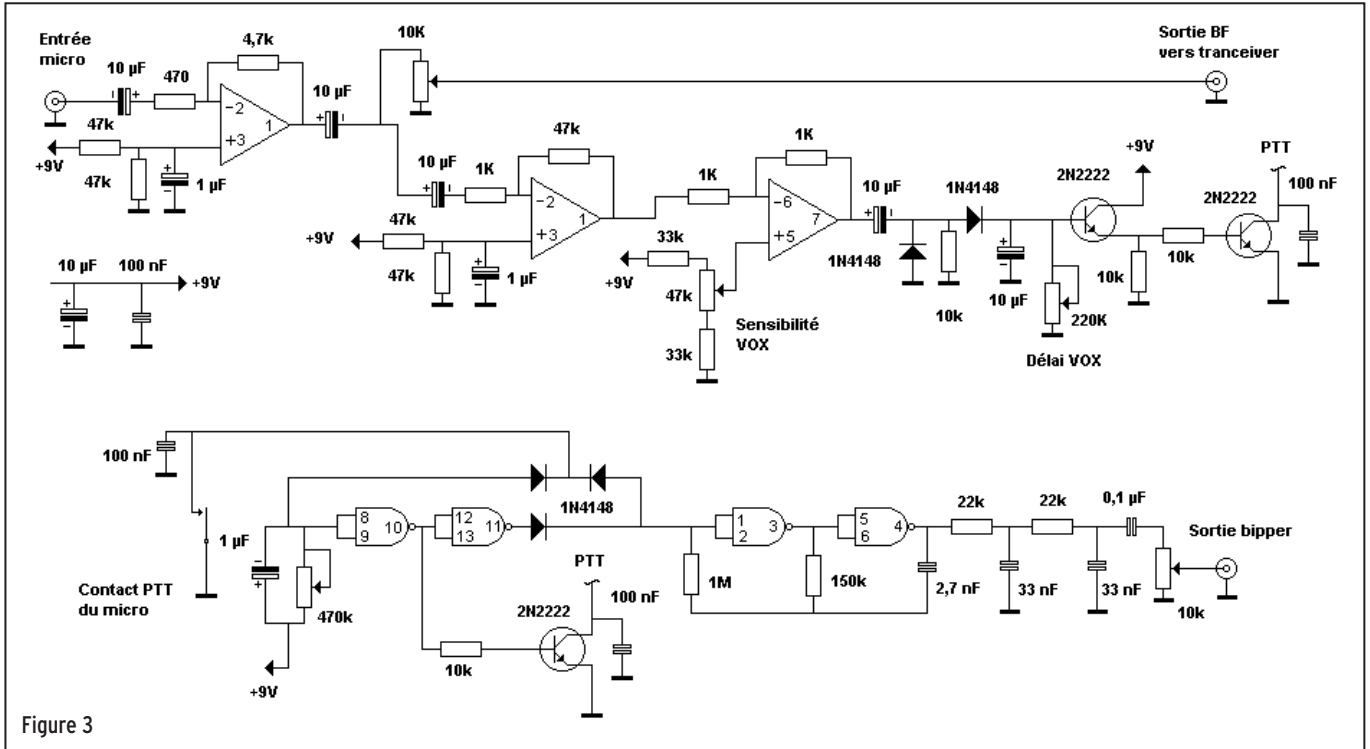 Entrée
micro
10 µF
470
4,7k
10 µF
10K
Sortie BF
vers tranceiver
−2
+3
1
47k
+9V
47k
1 µF
10 µF
1K
47k
−2
+3
1
47k
+9V
47k
1 µF
1K
1K
−6
+5
7
33k
+9V
47k
33k
Sensibilité
VOX
10 µF
1N4148
1N4148
10k
10 µF
220K
Délai VOX
+9V
2N2222
10k
10k
2N2222
PTT
100 nF
10 µF
100 nF
+9V
100 nF
Contact PTT
du micro
1 µF
470k
+9V
8
9
10
12
13
11
1N4148
10k
2N2222
PTT
100 nF
1
2
3
1M
150k
5
6
4
2,7 nF
22k
33 nF
22k
33 nF
0,1 µF
10k
Sortie bipper
Figure 3